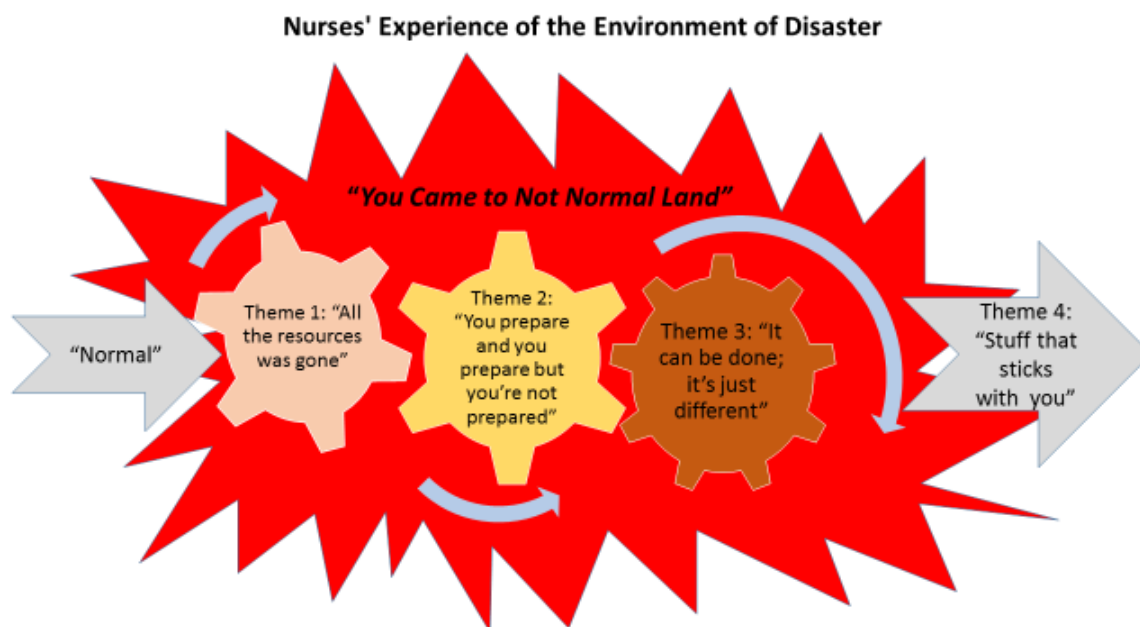 Nurses' Experience of the Environment of Disaster
“You Came to Not Normal Land”
“Normal”
Theme 1: “All
the resources
was gone”
Theme 2:
“You prepare
and you
prepare but
you’re not
prepared”
Theme 3: “It
can be done;
it’s just
different”
Theme 4:
“Stuff that
sticks
with you”